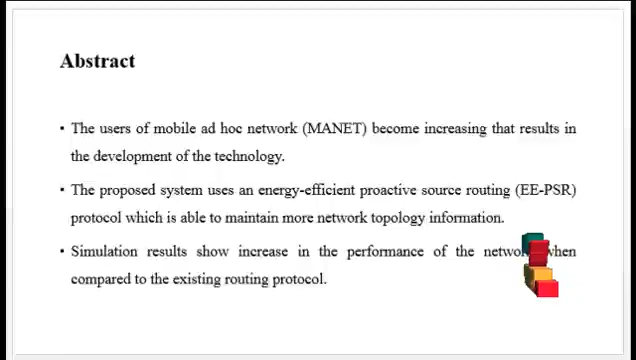 Abstract
• The users of mobile ad hoc network (MANET) become increasing that results in
the development of the technology.
• The proposed system uses an energy-efficient proactive source routing (EE-PSR)
protocol which is able to maintain more network topology information.
• Simulation results show increase in the performance of the network when
compared to the existing routing protocol.